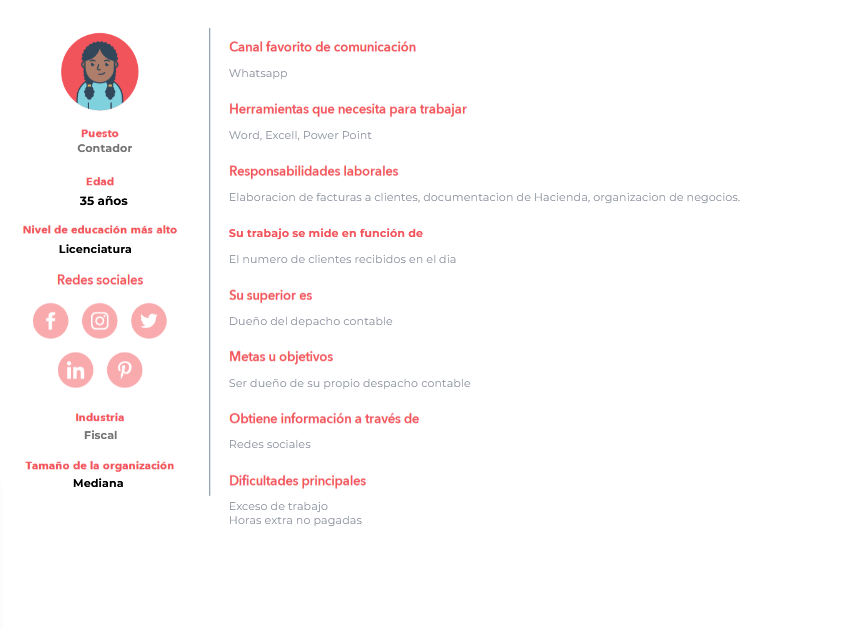 Puesto
Contador
Edad
35 años
Nivel de educación más alto
Licenciatura
Redes sociales
f
in
Industria
Fiscal
Tamaño de la organización
Mediana
Canal favorito de comunicación
Whatsapp
Herramientas que necesita para trabajar
Word, Excell, Power Point
Responsabilidades laborales
Elaboracion de facturas a clientes, documentacion de Hacienda, organizacion de negocios.
Su trabajo se mide en función de
El numero de clientes recibidos en el dia
Su superior es
Dueño del depacho contable
Metas u objetivos
Ser dueño de su propio despacho contable
Obtiene información a través de
Redes sociales
Dificultades principales
Exceso de trabajo
Horas extra no pagadas